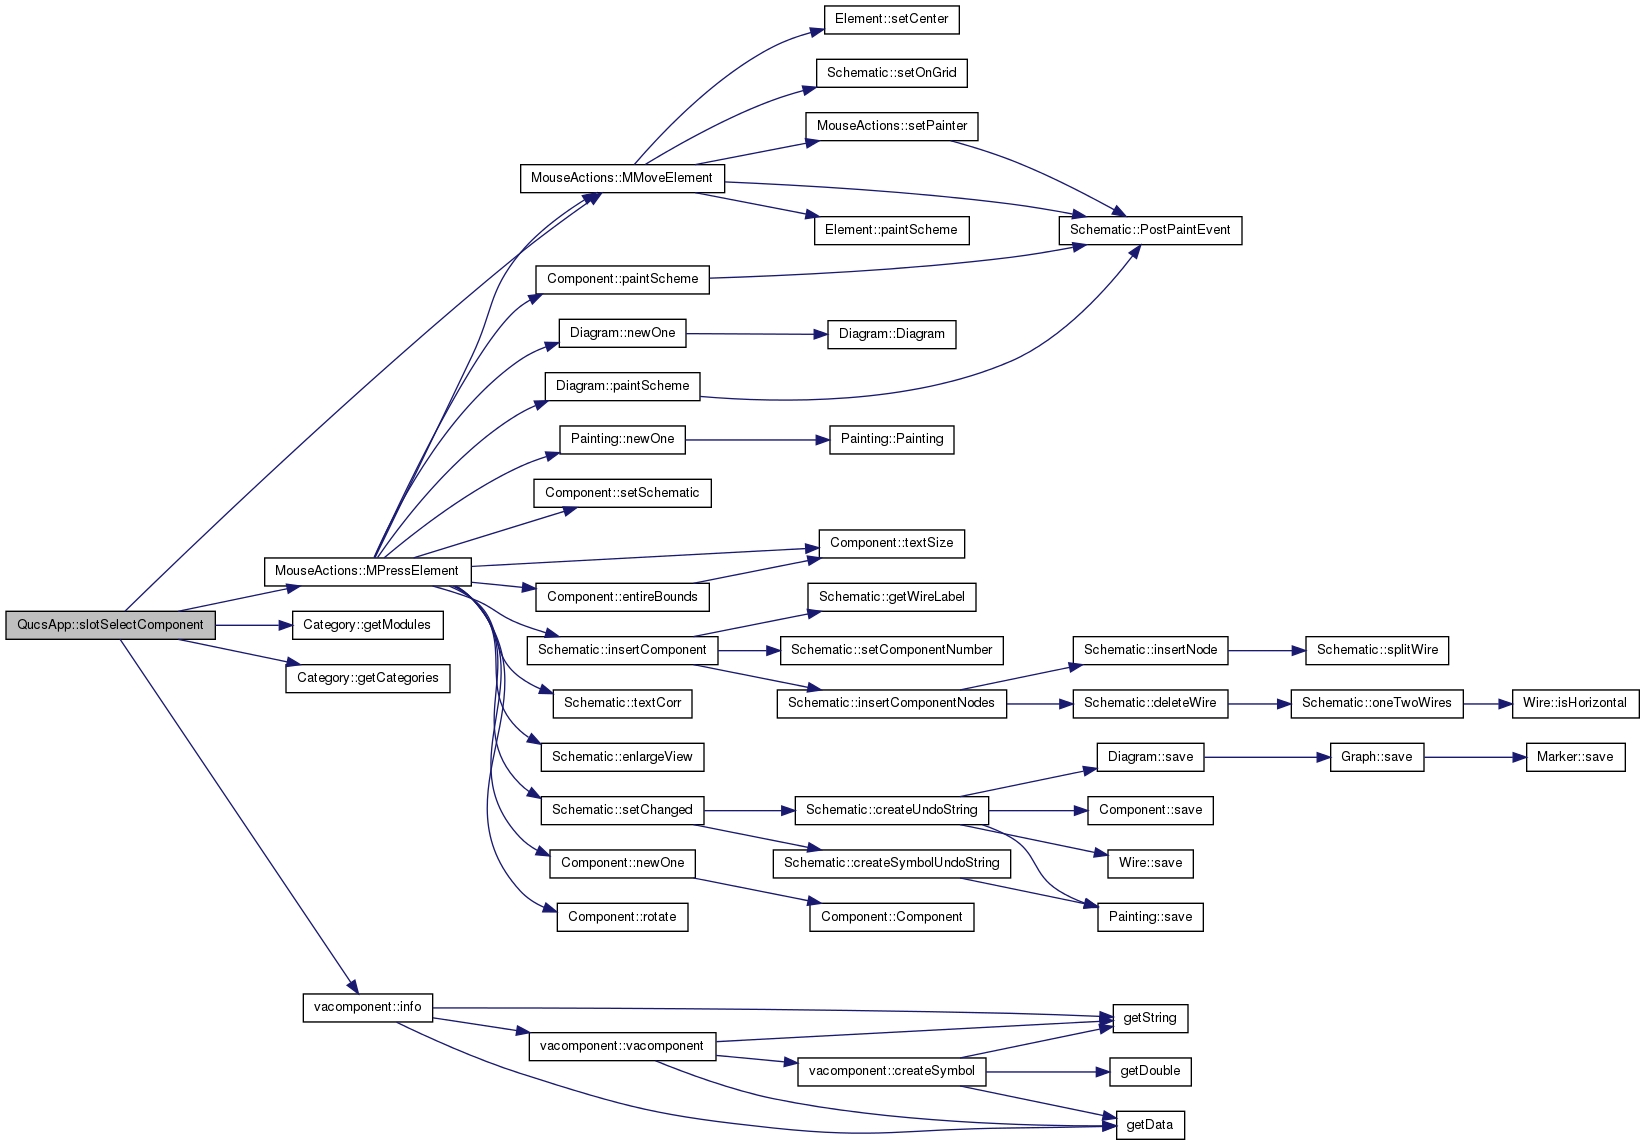 Element::setCenter
Schematic::setOnGrid
MouseActions::setPainter
MouseActions::MMoveElement
Element::paintScheme
Schematic::PostPaintEvent
Component::paintScheme
Diagram::newOne
Diagram::Diagram
Diagram::paintScheme
Painting::newOne
Painting::Painting
Component::setSchematic
Component::textSize
MouseActions::MPressElement
Component::entireBounds
Schematic::getWireLabel
QucsApp::slotSelectComponent
Category::getModules
Schematic::insertComponent
Schematic::setComponentNumber
Schematic::insertNode
Schematic::splitWire
Category::getCategories
Schematic::textCorr
Schematic::insertComponentNodes
Schematic::deleteWire
Schematic::oneTwoWires
Wire::isHorizontal
Schematic::enlargeView
Diagram::save
Graph::save
Marker::save
Schematic::setChanged
Schematic::createUndoString
Component::save
Component::newOne
Schematic::createSymbolUndoString
Wire::save
Component::rotate
Component::Component
Painting::save
vacomponent::info
getString
vacomponent::vacomponent
vacomponent::createSymbol
getDouble
getData